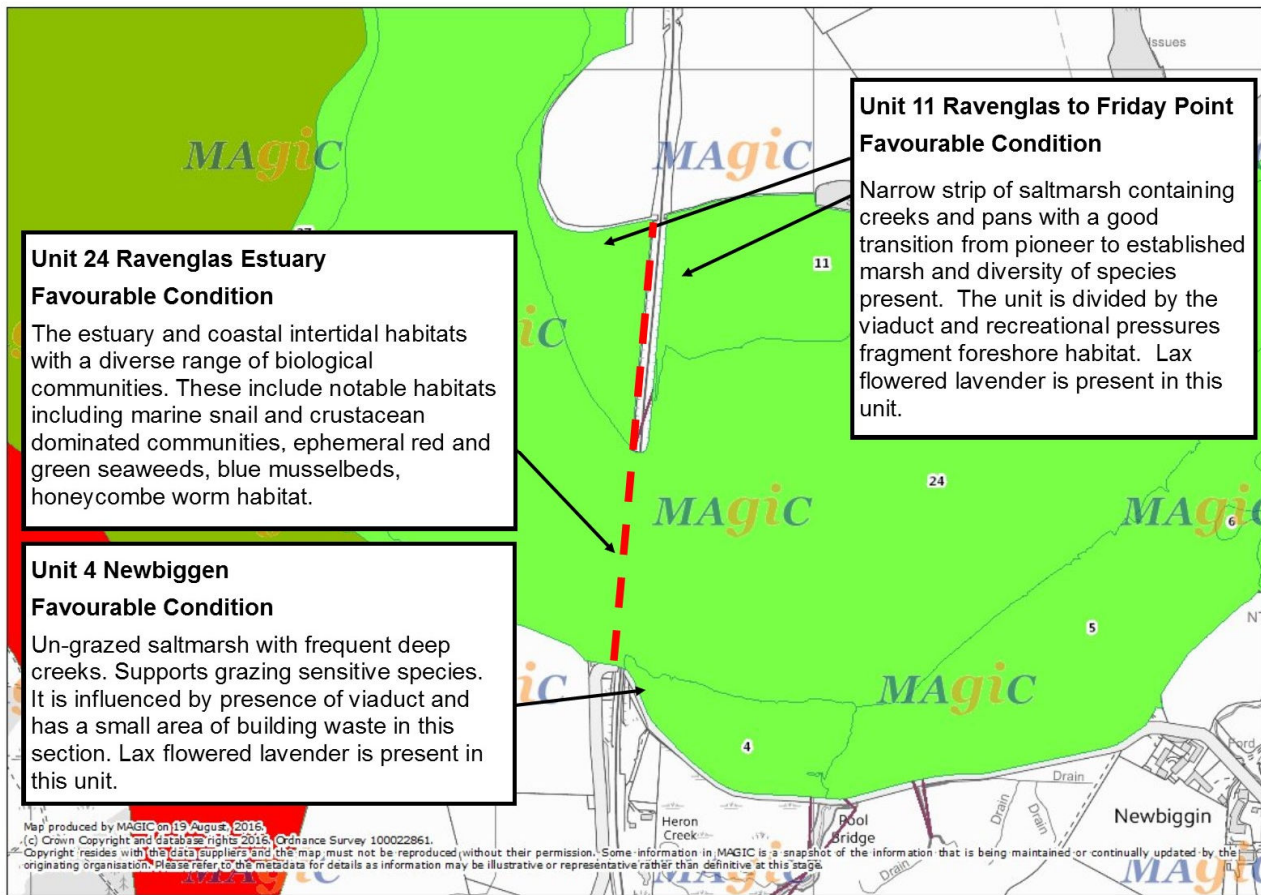 Issues
MAgiC
MAgiC
Unit 11 Ravenglas to Friday Point
Favourable Condition
Narrow strip of saltmarsh containing
creeks and pans with a good
transition from pioneer to established
marsh and diversity of species
present. The unit is divided by the
viaduct and recreational pressures
fragment foreshore habitat. Lax
flowered lavender is present in this
unit.
11
Unit 24 Ravenglas Estuary
Favourable Condition
The estuary and coastal intertidal habitats
with a diverse range of biological
communities. These include notable habitats
including marine snail and crustacean
dominated communities, ephemeral red and
green seaweeds, blue musselbeds,
honeycombe worm habitat.
24
MAgiC
MAgiC
6
Unit 4 Newbiggen
Favourable Condition
Un-grazed saltmarsh with frequent deep
creeks. Supports grazing sensitive species.
It is influenced by presence of viaduct and
has a small area of building waste in this
section. Lax flowered lavender is present in
this unit.
5
MAgiC
4
Ford
Drain
Drain
Drain
Newbiggin
Heron
Creek
Pool
Bridge
Map produced by MAGIC on 19 August, 2016.
(c) Crown Copyright and database rights 2016. Ordnance Survey 100022861.
Copyright resides with the data suppliers and the map must not be reproduced without their permission. Some information in MAGIC is a snapshot of the information that is being maintained or continually updated by the
originating organisation. Please refer to the metadata for details as information may be illustrative or representative rather than definitive at this stage.